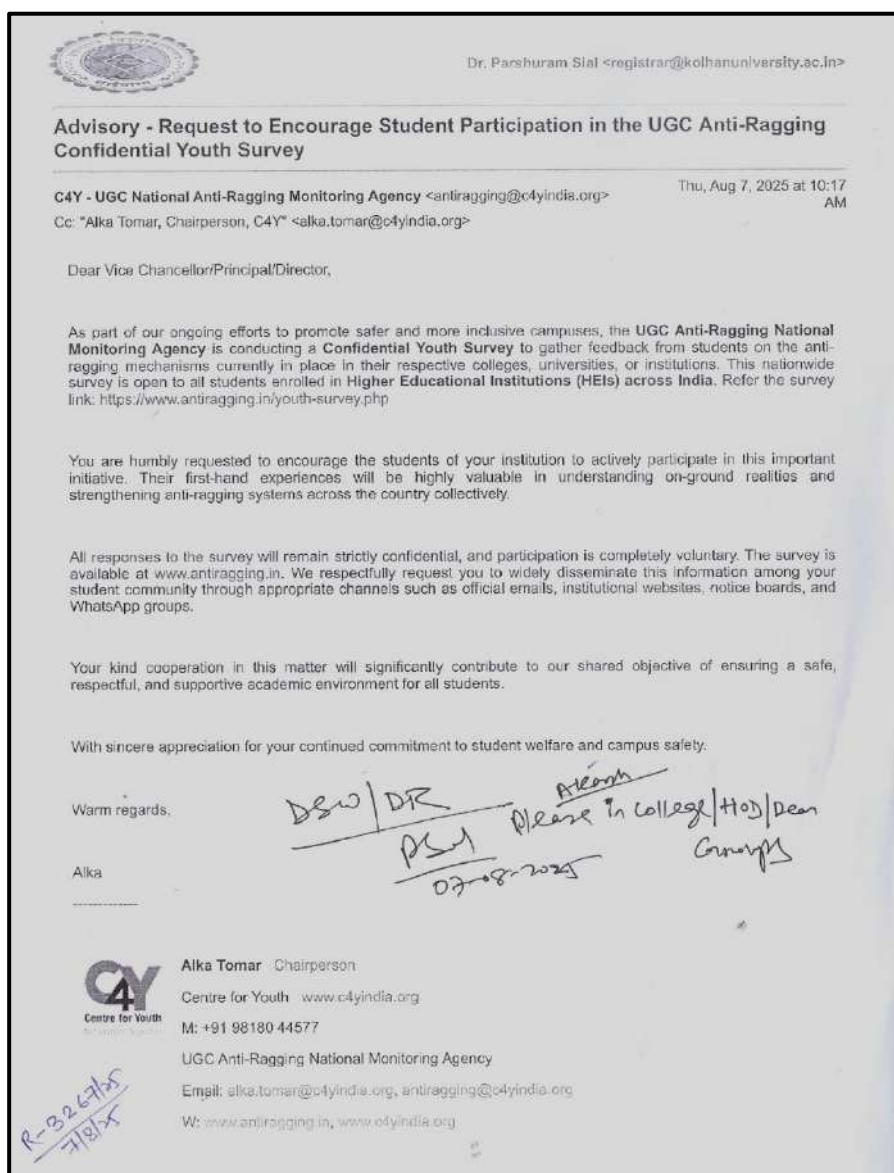 Dr. Parshuram Sial <registrar@kolhanuniversity.ac.in>
Advisory - Request to Encourage Student Participation in the UGC Anti-Ragging
Confidential Youth Survey
C4Y - UGC National Anti-Ragging Monitoring Agency <antiragging@c4yindia.org>
Thu, Aug 7, 2025 at 10:17
AM
Cc: "Alka Tomar, Chairperson, C4Y" <alka.tomar@c4yindia.org>
Dear Vice Chancellor/Principal/Director,
As part of our ongoing efforts to promote safer and more inclusive campuses, the UGC Anti-Ragging National
Monitoring Agency is conducting a Confidential Youth Survey to gather feedback from students on the anti-
ragging mechanisms currently in place in their respective colleges, universities, or institutions. This nationwide
survey is open to all students enrolled in Higher Educational Institutions (HEIs) across India. Refer the survey
link: https://www.antiragging.in/youth-survey.php
You are humbly requested to encourage the students of your institution to actively participate in this important
initiative. Their first-hand experiences will be highly valuable in understanding on-ground realities and
strengthening anti-ragging systems across the country collectively.
All responses to the survey will remain strictly confidential, and participation is completely voluntary. The survey is
available at www.antiragging.in. We respectfully request you to widely disseminate this information among your
student community through appropriate channels such as official emails, institutional websites, notice boards, and
WhatsApp groups.
Your kind cooperation in this matter will significantly contribute to our shared objective of ensuring a safe,
respectful, and supportive academic environment for all students.
With sincere appreciation for your continued commitment to student welfare and campus safety.
Warm regards,
DSW/DR
Akash
Please in College/HOD/Dean
07-08-2025
Alka
-------------
C4Y
Centre for Youth
Alka Tomar Chairperson
Centre for Youth www.c4yindia.org
M: +91 98180 44577
UGC Anti-Ragging National Monitoring Agency
Email: alka.tomar@c4yindia.org, antiragging@c4yindia.org
W: www.antiragging.in, www.c4yindia.org
R-3267/25
7/8/25